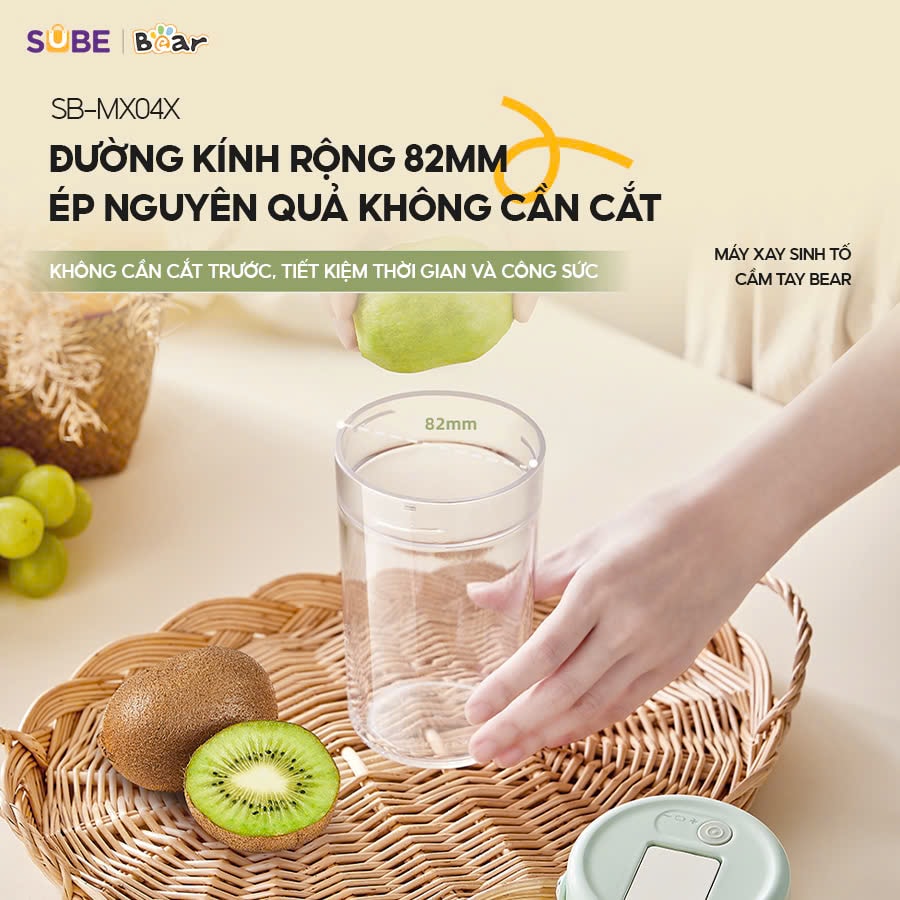 SUBE | Bear
SB-MX04X
ĐƯỜNG KÍNH RỘNG 82MM
ÉP NGUYÊN QUẢ KHÔNG CẦN CẮT
KHÔNG CẦN CẮT TRƯỚC, TIẾT KIỆM THỜI GIAN VÀ CÔNG SỨC
MÁY XAY SINH TỐ
CẦM TAY BEAR
82mm